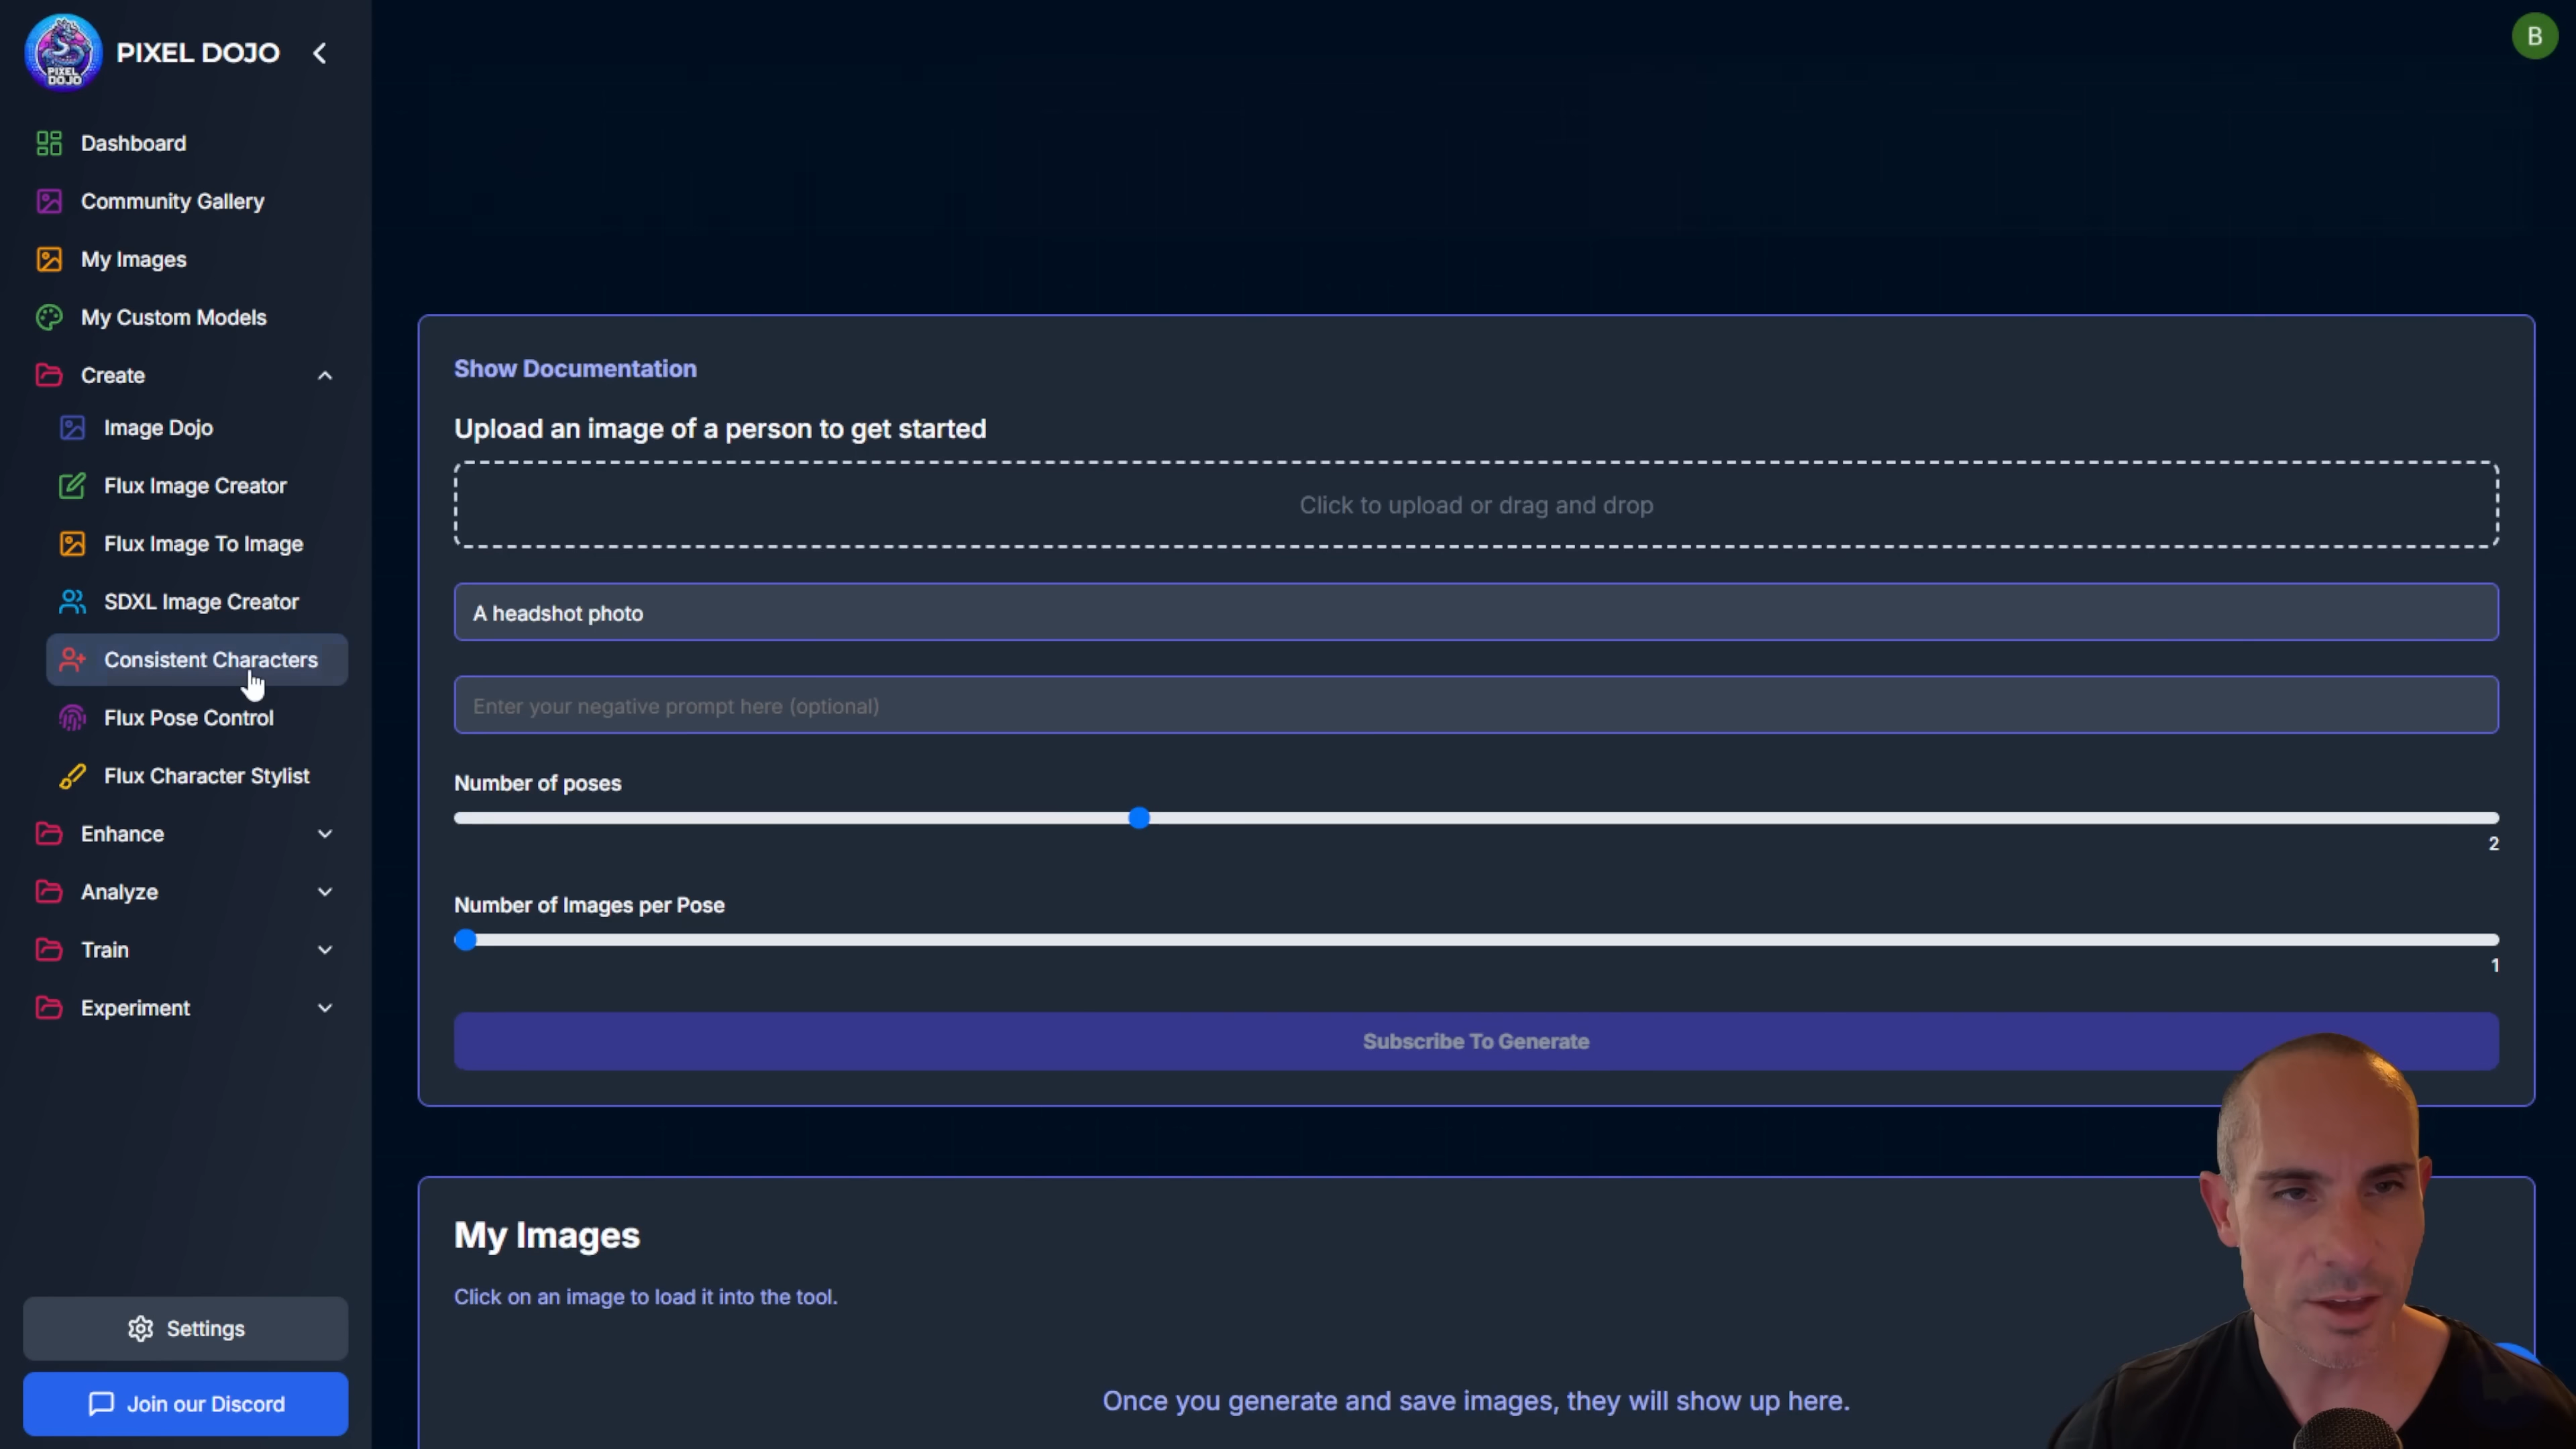 PIXEL DOJO
PIXEL DOJO
B
Dashboard
Community Gallery
My Images
My Custom Models
Create
Image Dojo
Flux Image Creator
Flux Image To Image
SDXL Image Creator
Consistent Characters
Flux Pose Control
Flux Character Stylist
Enhance
Analyze
Train
Experiment
Settings
Join our Discord
Show Documentation
Upload an image of a person to get started
Click to upload or drag and drop
A headshot photo
Enter your negative prompt here (optional)
Number of poses
2
Number of Images per Pose
1
Subscribe To Generate
My Images
Click on an image to load it into the tool.
Once you generate and save images, they will show up here.